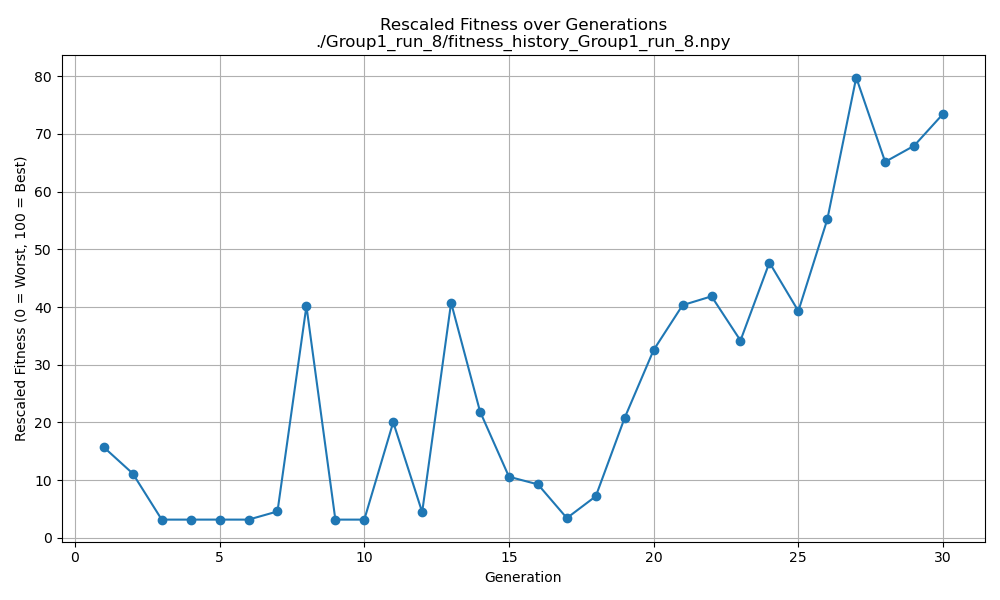 Rescaled Fitness over Generations
./Group1_run_8/fitness_history_Group1_run_8.npy
Rescaled Fitness (0 = Worst, 100 = Best)
80
70
60
50
40
30
20
10
0
0 5 10 15 20 25 30
Generation